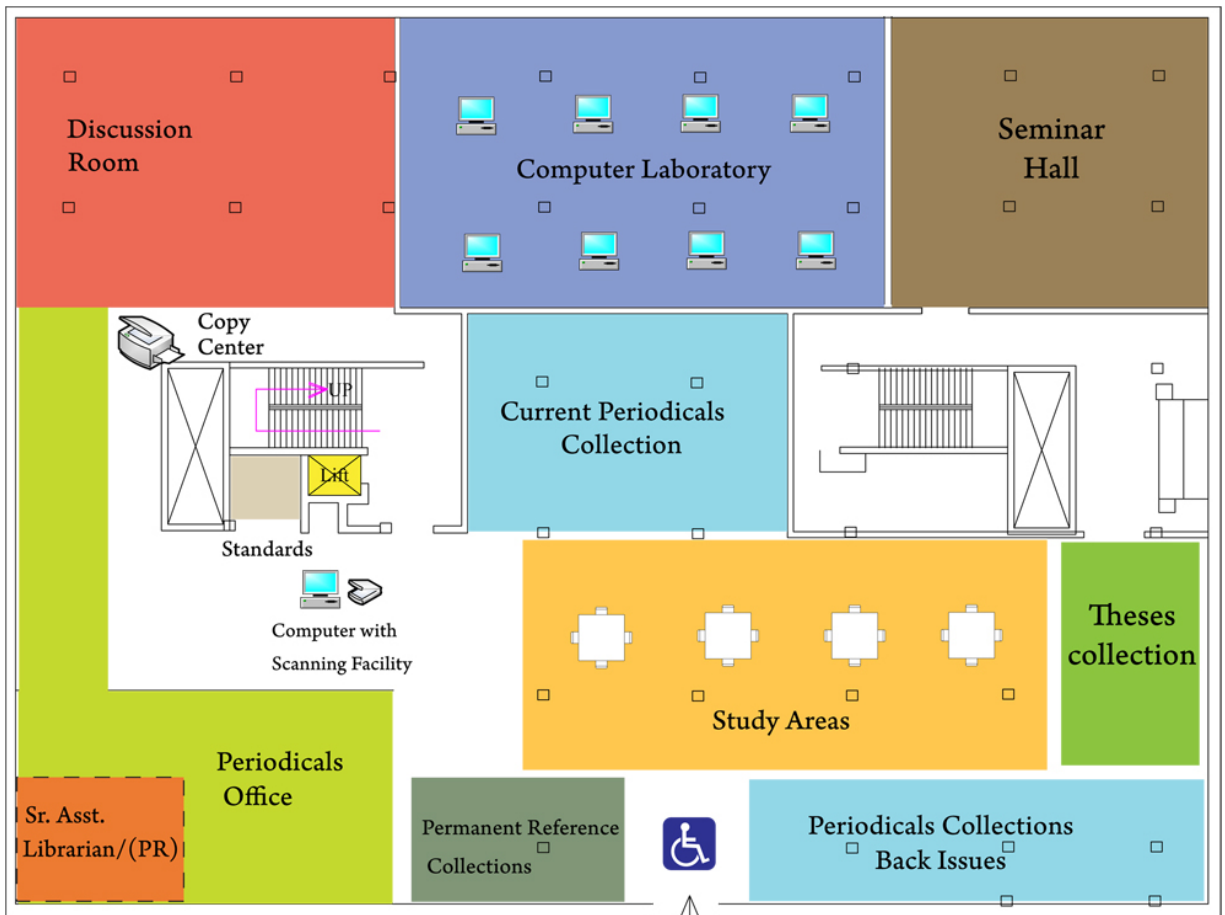 Discussion
Room
Computer Laboratory
Seminar
Hall
Copy
Center
UP
Lift
Current Periodicals
Collection
Standards
Computer with
Scanning Facility
Theses
collection
Study Areas
Periodicals
Office
Sr. Asst.
Librarian/(PR)
Permanent Reference
Collections
Periodicals Collections
Back Issues